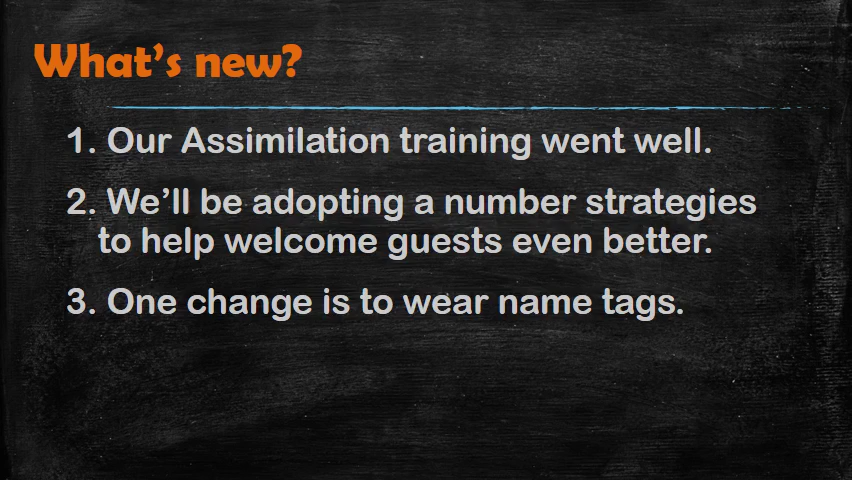 What’s new?
1. Our Assimilation training went well.
2. We’ll be adopting a number strategies
to help welcome guests even better.
3. One change is to wear name tags.